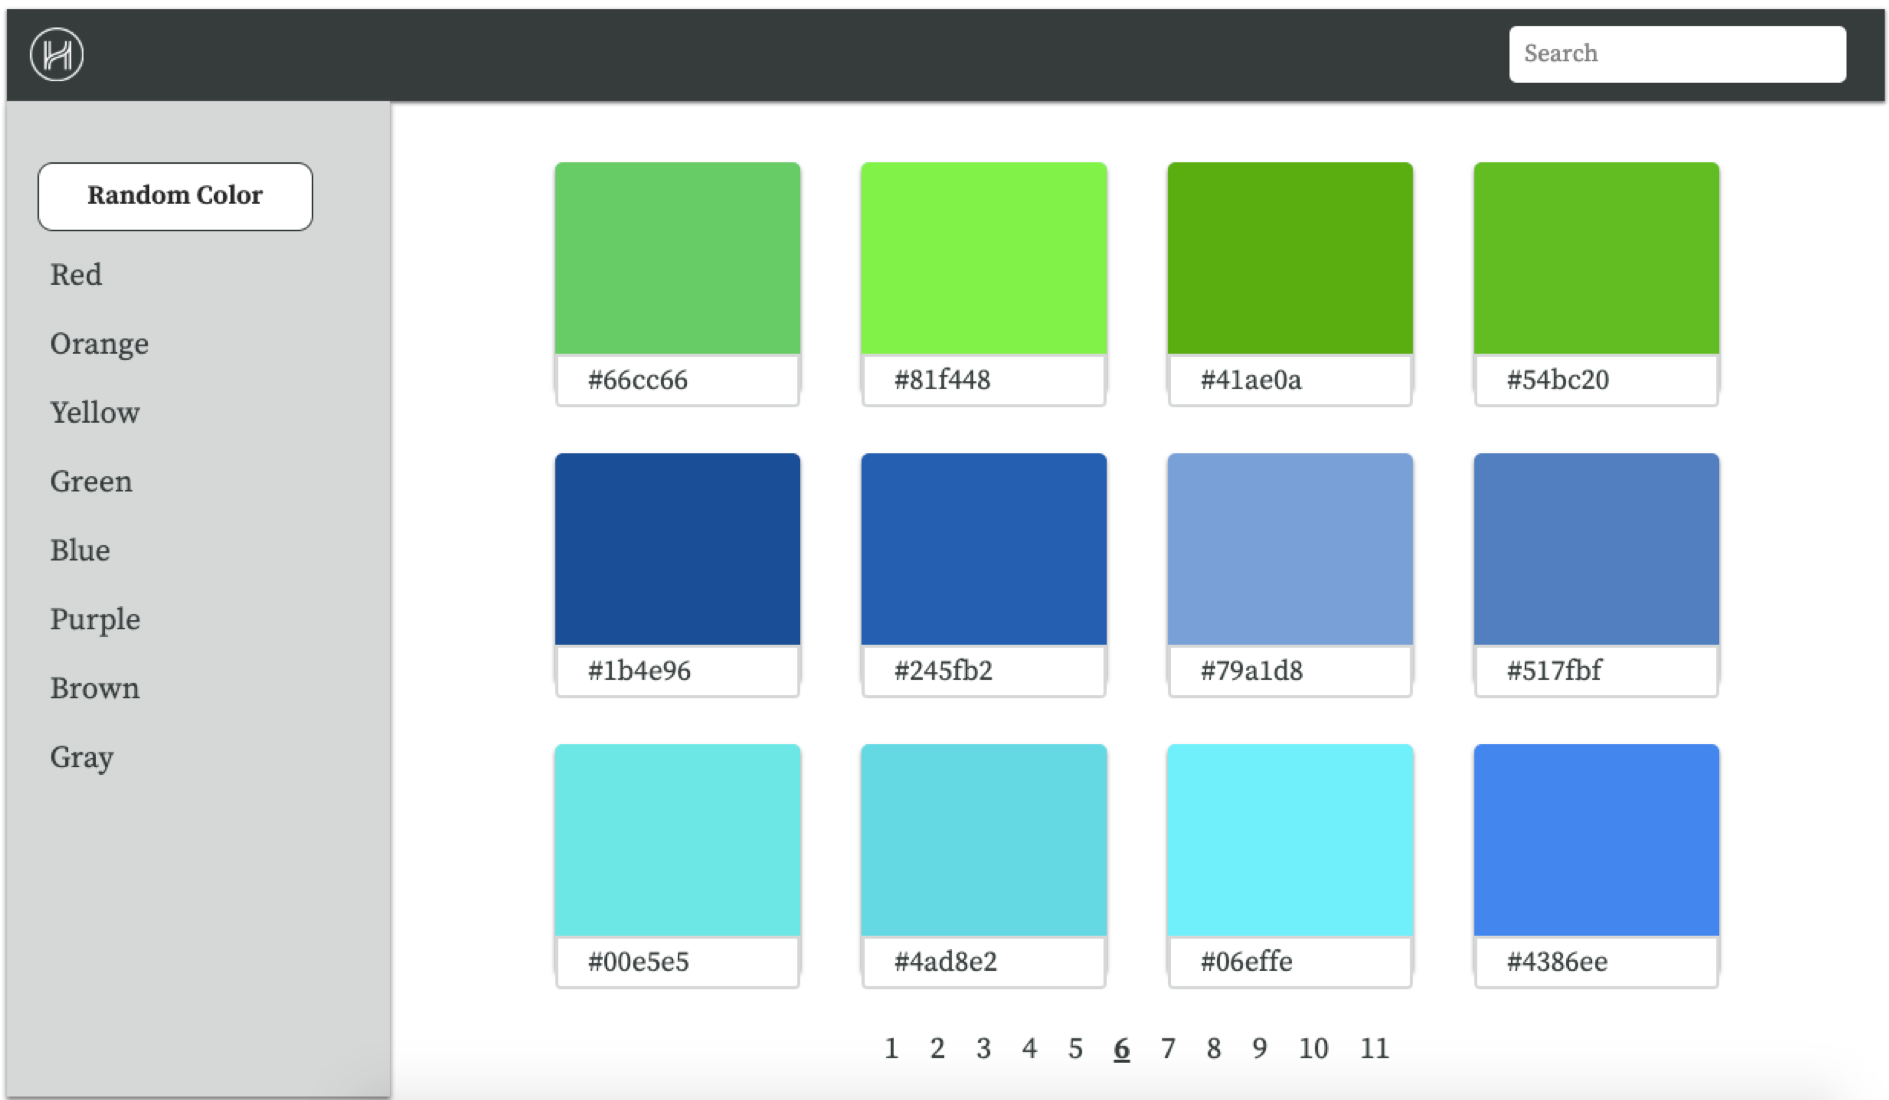 Search
Random Color
Red
Orange
Yellow
Green
Blue
Purple
Brown
Gray
#66cc66 #81f448 #41ae0a #54bc20
#1b4e96 #245fb2 #79a1d8 #517fbf
#00e5e5 #4ad8e2 #06effe #4386ee
1 2 3 4 5 6 7 8 9 10 11